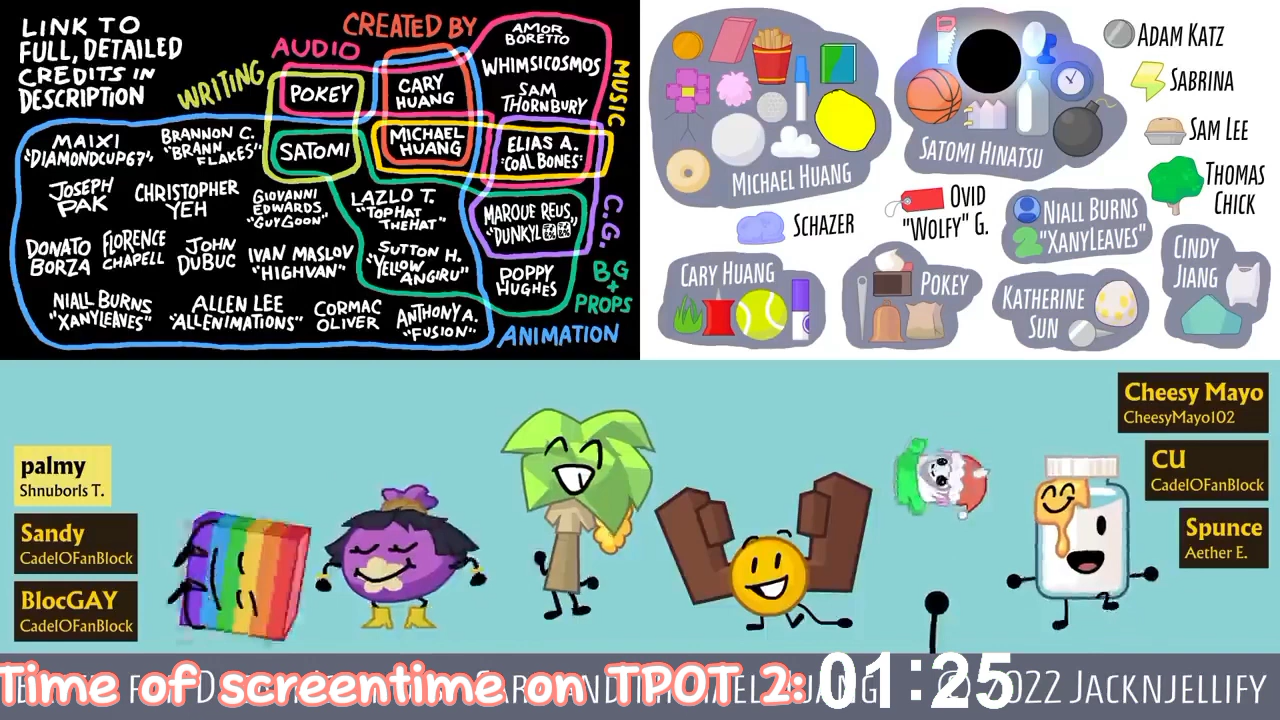 LINK TO
FULL, DETAILED
CREDITS IN
DESCRIPTION
WRITING
AUDIO
CREATED BY
MUSIC
C.G.
BG
+
PROPS
ANIMATION
POKEY
SATOMI
CARY
HUANG
MICHAEL
HUANG
AMOR
BORETTO
WHIMSICOSMOS
SAM
THORNBURY
ELIAS A.
"COAL BONES"
MAIXI
"DIAMONDCUP67"
BRANNON C.
"BRANN
FLAKES"
JOSEPH
PAK
CHRISTOPHER
YEH
GIOVANNI
EDWARDS
"GUYGOON"
LAZLO T.
"TOPHAT
THEHAT"
MARQUE REUS,
"DUNKYL
DONATO
BORZA
FLORENCE
CHAPELL
JOHN
DUBUC
IVAN MASLOV
"HIGHVAN"
SUTTON H.
"YELLOW
ANGIRU"
POPPY
HUGHES
NIALL BURNS
"XANYLEAVES"
ALLEN LEE
"ALLENIMATIONS"
CORMAC
OLIVER
ANTHONY A.
"FUSION"
MICHAEL HUANG
SATOMI HINATSU
ADAM KATZ
SABRINA
SAM LEE
THOMAS
CHICK
SCHAZER
OVID
"WOLFY" G.
NIALL BURNS
"XANYLEAVES"
CINDY
JIANG
CARY HUANG
POKEY
KATHERINE
SUN
palmy
Shnuborls T.
Sandy
CadelOFanBlock
BlocGAY
CadelOFanBlock
Cheesy Mayo
CheesyMayo102
CU
CadelOFanBlock
Spunce
Aether E.
Time of screentime on TPOT 2: 01:25
2022 JACKNJELLIFY